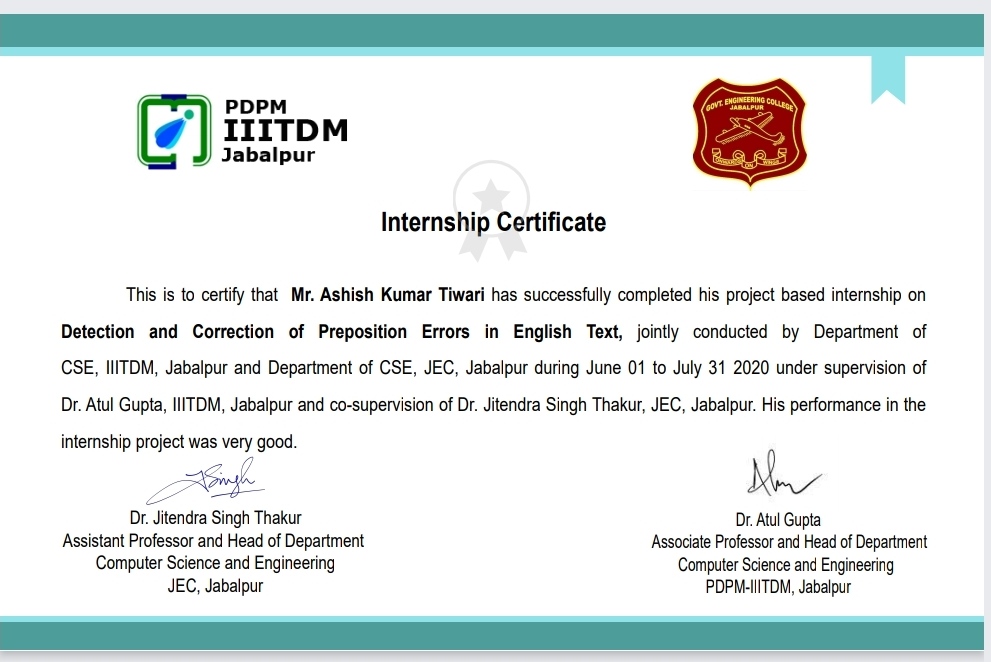 PDPM
IIITDM
Jabalpur
GOVT. ENGINEERING COLLEGE
JABALPUR
ONWARDS ON WINGS
Internship Certificate
This is to certify that Mr. Ashish Kumar Tiwari has successfully completed his project based internship on
Detection and Correction of Preposition Errors in English Text, jointly conducted by Department of
CSE, IIITDM, Jabalpur and Department of CSE, JEC, Jabalpur during June 01 to July 31 2020 under supervision of
Dr. Atul Gupta, IIITDM, Jabalpur and co-supervision of Dr. Jitendra Singh Thakur, JEC, Jabalpur. His performance in the
internship project was very good.
Dr. Jitendra Singh Thakur
Assistant Professor and Head of Department
Computer Science and Engineering
JEC, Jabalpur
Dr. Atul Gupta
Associate Professor and Head of Department
Computer Science and Engineering
PDPM-IIITDM, Jabalpur